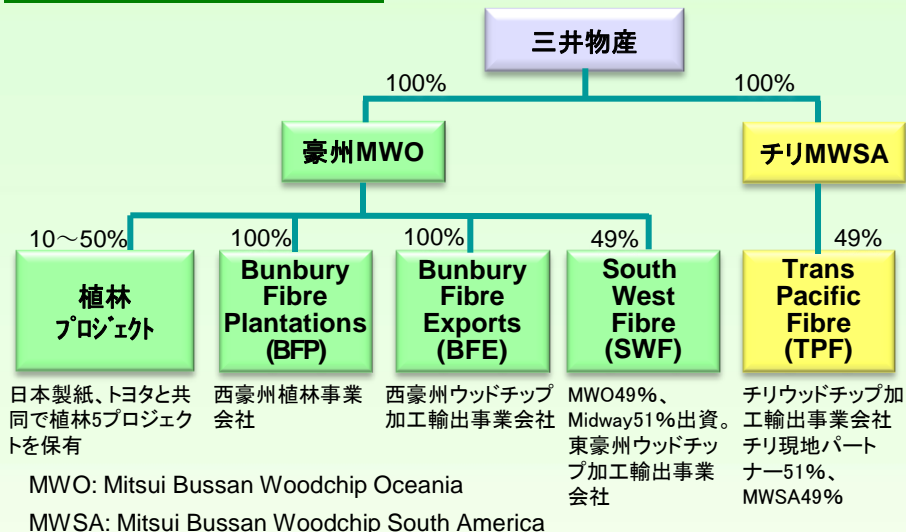 三井物産
100%
100%
豪州MWO
チリMWSA
10～50%
100%
100%
49%
49%
植林
プロジェクト
Bunbury
Fibre
Plantations
(BFP)
Bunbury
Fibre
Exports
(BFE)
South
West
Fibre
(SWF)
Trans
Pacific
Fibre
(TPF)
日本製紙、トヨタと共
同で植林5プロジェク
トを保有
西豪州植林事業
会社
西豪州ウッドチップ
加工輸出事業会社
MWO49%、
Midway51%出資。
東豪州ウッドチッ
プ加工輸出事業
会社
チリウッドチップ加
工輸出事業会社
チリ現地パート
ナー51%、
MWSA49%
MWO: Mitsui Bussan Woodchip Oceania
MWSA: Mitsui Bussan Woodchip South America